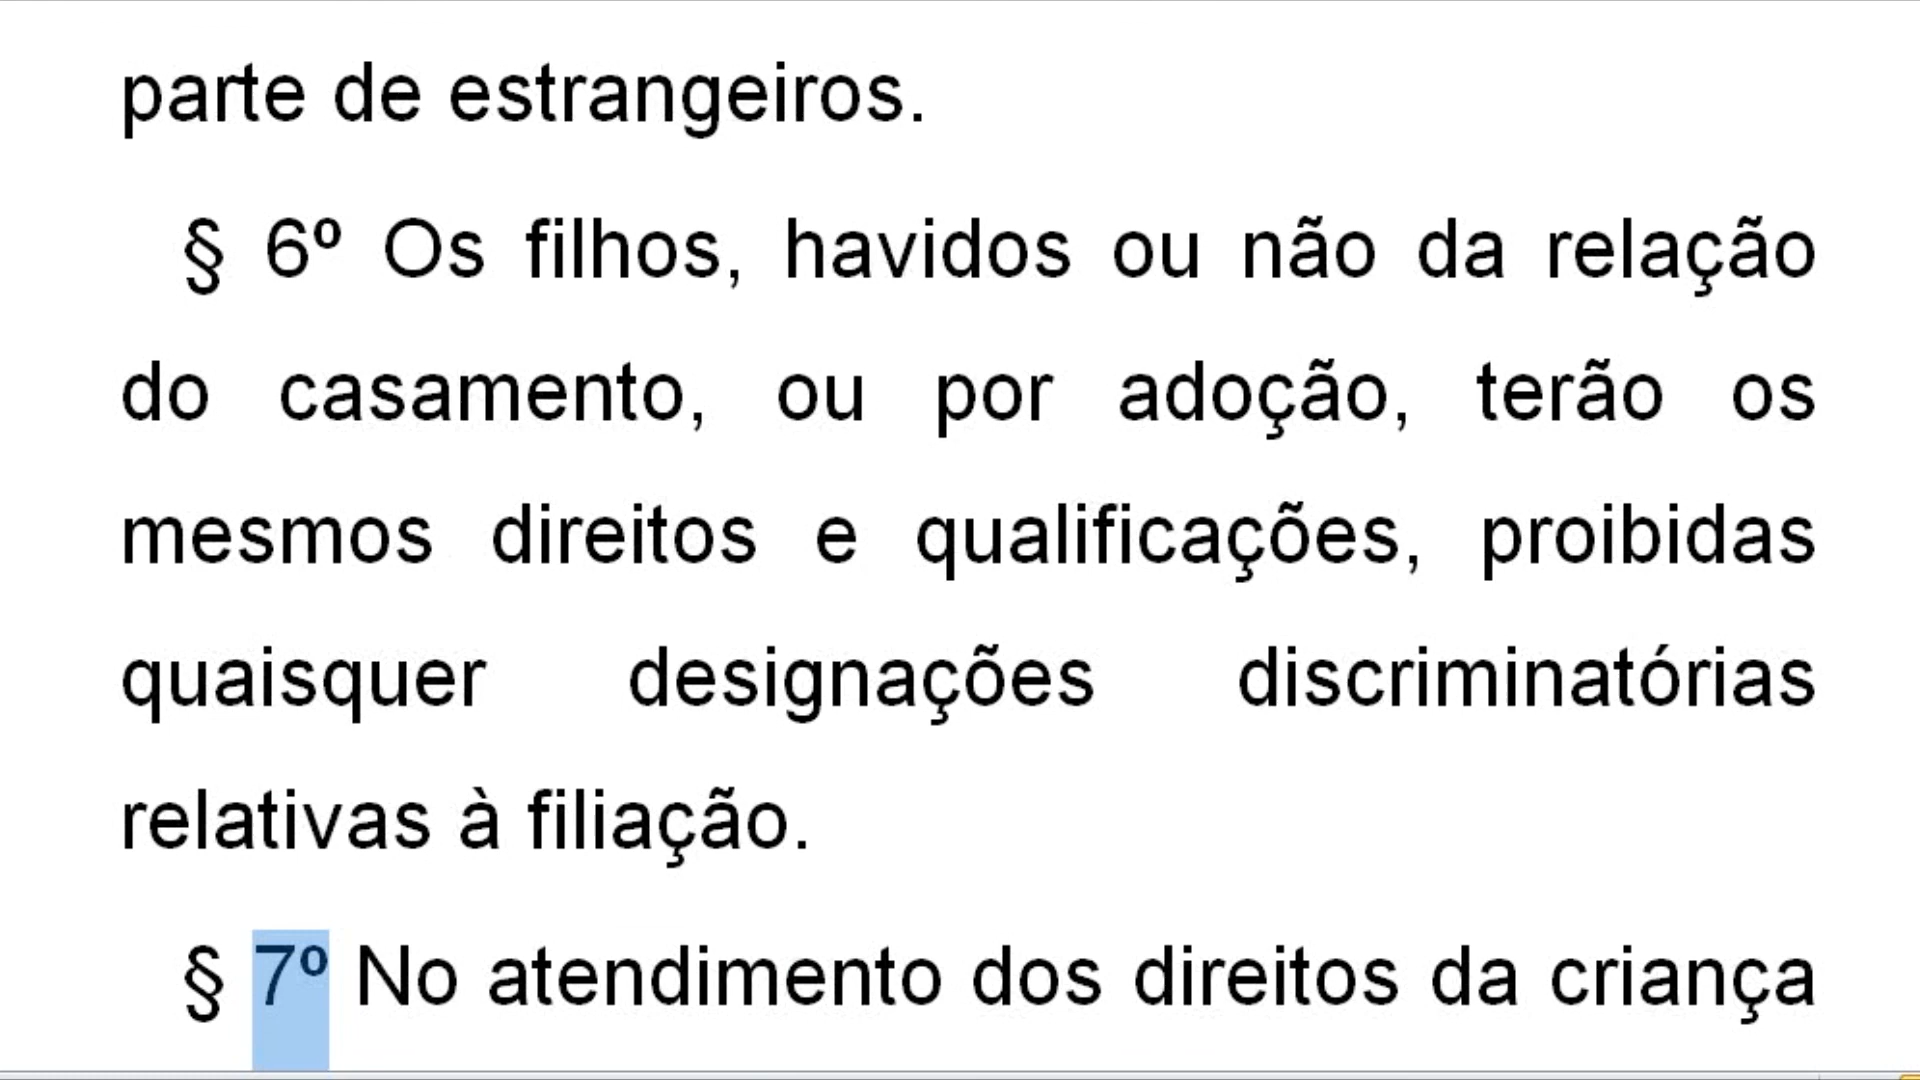 parte de estrangeiros.
§ 6º Os filhos, havidos ou não da relação
do casamento, ou por adoção, terão os
mesmos direitos e qualificações, proibidas
quaisquer designações discriminatórias
relativas à filiação.
§ 7º No atendimento dos direitos da criança